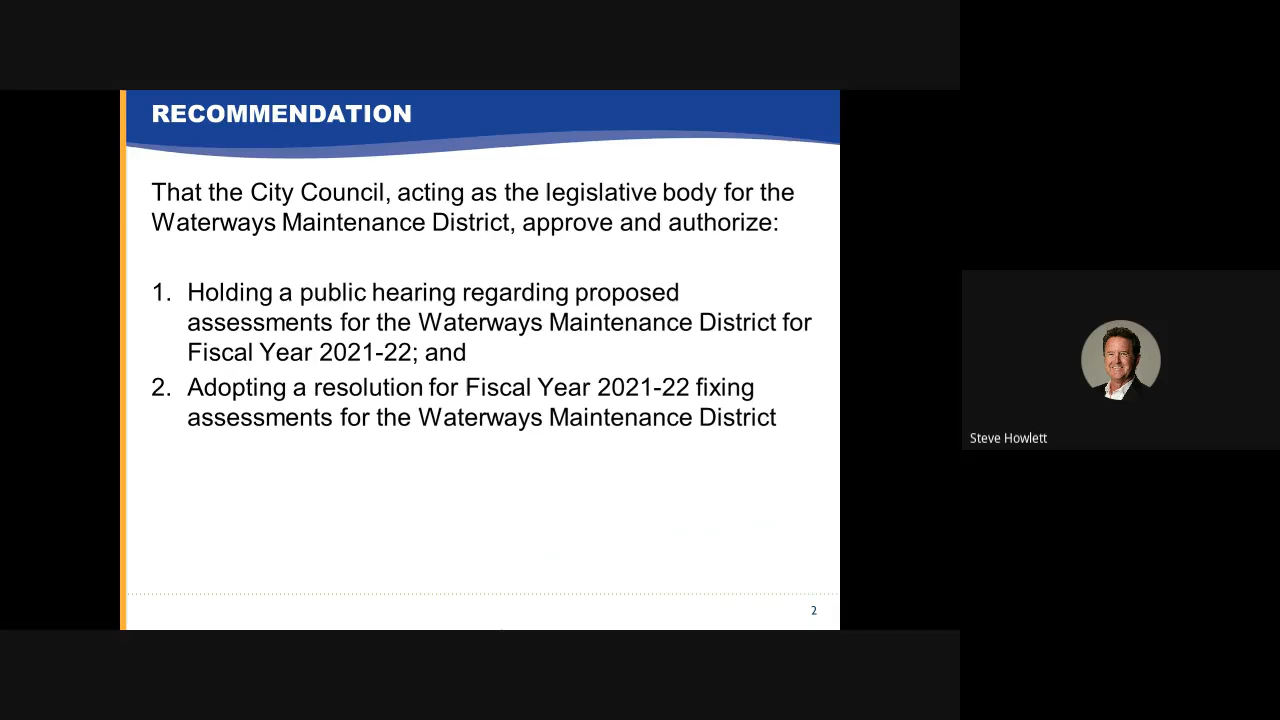 RECOMMENDATION
That the City Council, acting as the legislative body for the
Waterways Maintenance District, approve and authorize:
1. Holding a public hearing regarding proposed
assessments for the Waterways Maintenance District for
Fiscal Year 2021-22; and
2. Adopting a resolution for Fiscal Year 2021-22 fixing
assessments for the Waterways Maintenance District
2
Steve Howlett